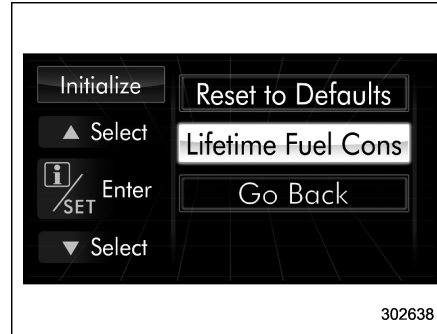 Initialize
▲ Select
i/SET Enter
▼ Select
Reset to Defaults
Lifetime Fuel Cons
Go Back
302638